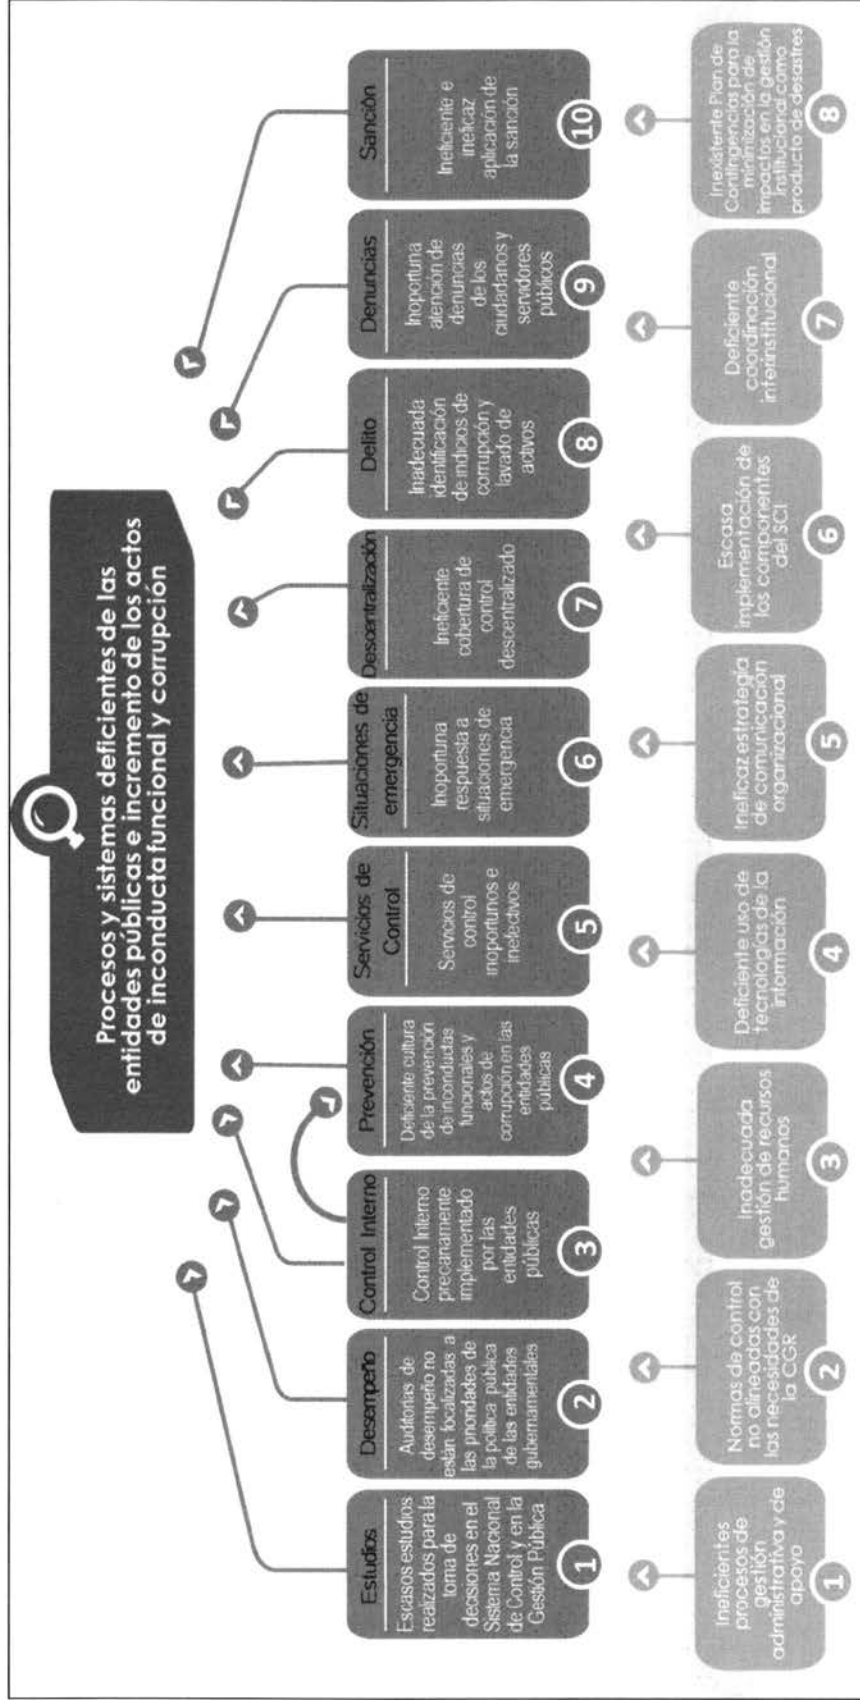 Procesos y sistemas deficientes de las
entidades públicas e incremento de los actos
de inconducta funcional y corrupción
Estudios
Escasos estudios
realizados para la
toma de
decisiones en el
Sistema Nacional
de Control y en la
Gestión Pública
1
Desempeño
Auditorias de
desempeño no
están focalizadas a
las prioridades de
la política pública
de las entidades
gubernamentales
2
Control Interno
Control Interno
precariamente
implementado
por las
entidades
públicas
3
Prevención
Deficiente cultura
de la prevención
de inconductas
funcionales y
actos de
corrupción en las
entidades
públicas
4
Servicios de
Control
Servicios de
control
inoportunos e
inefectivos
5
Situaciones de
emergencia
Inoportuna
respuesta a
situaciones de
emergencia
6
Descentralización
Ineficiente
cobertura de
control
descentralizado
7
Delito
Inadecuada
identificación
de indicios de
corrupción y
lavado de
activos
8
Denuncias
Inoportuna
atención de
denuncias
de los
ciudadanos y
servidores
públicos
9
Sanción
Ineficiente e
ineficaz
aplicación de
la sanción
10
Ineficientes
procesos de
gestión
administrativa y de
apoyo
1
Normas de control
no alineadas con
las necesidades de
la CGR
2
Inadecuada
gestión de recursos
humanos
3
Deficiente uso de
tecnologías de la
información
4
Ineficaz estrategia
de comunicación
organizacional
5
Escasa
implementación de
los componentes
del SCI
6
Deficiente
coordinación
interinstitucional
7
Inexistente Plan de
Contingencias para la
minimización de
impactos en la gestión
institucional como
producto de desastres
8